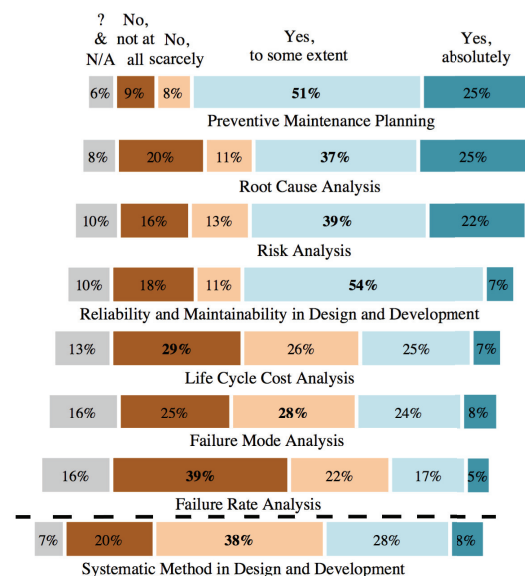 ? No,
& not at No, Yes, Yes,
N/A all scarcely to some extent absolutely
6% 9% 8% 51% 25%
Preventive Maintenance Planning
8% 20% 11% 37% 25%
Root Cause Analysis
10% 16% 13% 39% 22%
Risk Analysis
10% 18% 11% 54% 7%
Reliability and Maintainability in Design and Development
13% 29% 26% 25% 7%
Life Cycle Cost Analysis
16% 25% 28% 24% 8%
Failure Mode Analysis
16% 39% 22% 17% 5%
Failure Rate Analysis
7% 20% 38% 28% 8%
Systematic Method in Design and Development